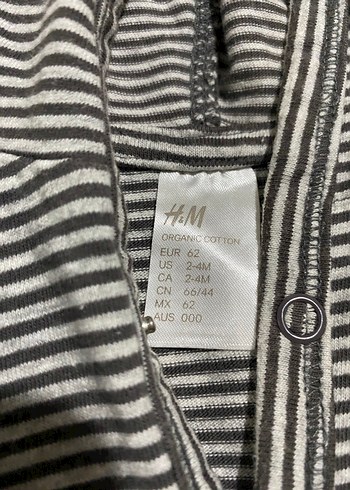 H&M
ORGANIC COTTON
EUR 62
US 2-4M
CA 2-4M
CN 66/44
MX 62
AUS 000